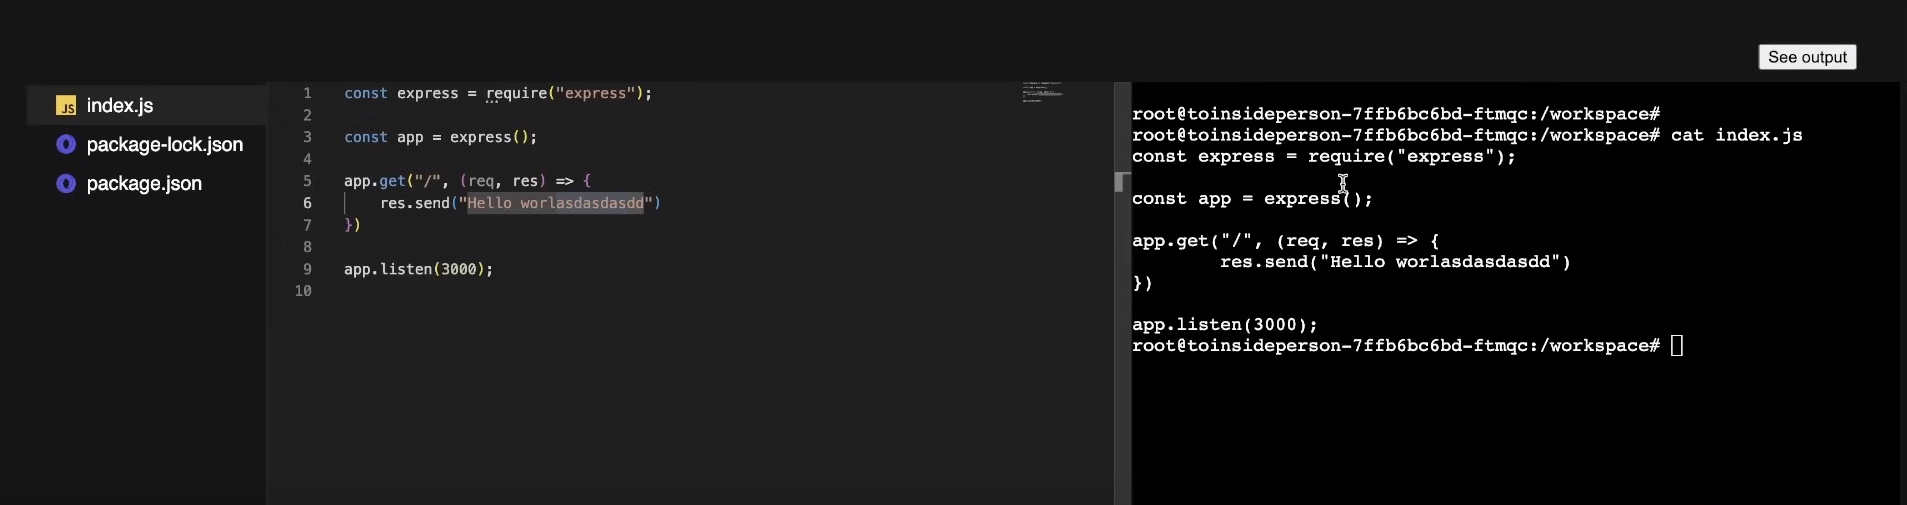 See output
index.js
package-lock.json
package.json
1 const express = require("express");
2
3 const app = express();
4
5 app.get("/", (req, res) => {
6 res.send("Hello worlasdasdasdd")
7 })
8
9 app.listen(3000);
10
root@toinsideperson-7ffb6bc6bd-ftmqc:/workspace#
root@toinsideperson-7ffb6bc6bd-ftmqc:/workspace# cat index.js
const express = require("express");
const app = express();
app.get("/", (req, res) => {
res.send("Hello worlasdasdasdd")
})
app.listen(3000);
root@toinsideperson-7ffb6bc6bd-ftmqc:/workspace#